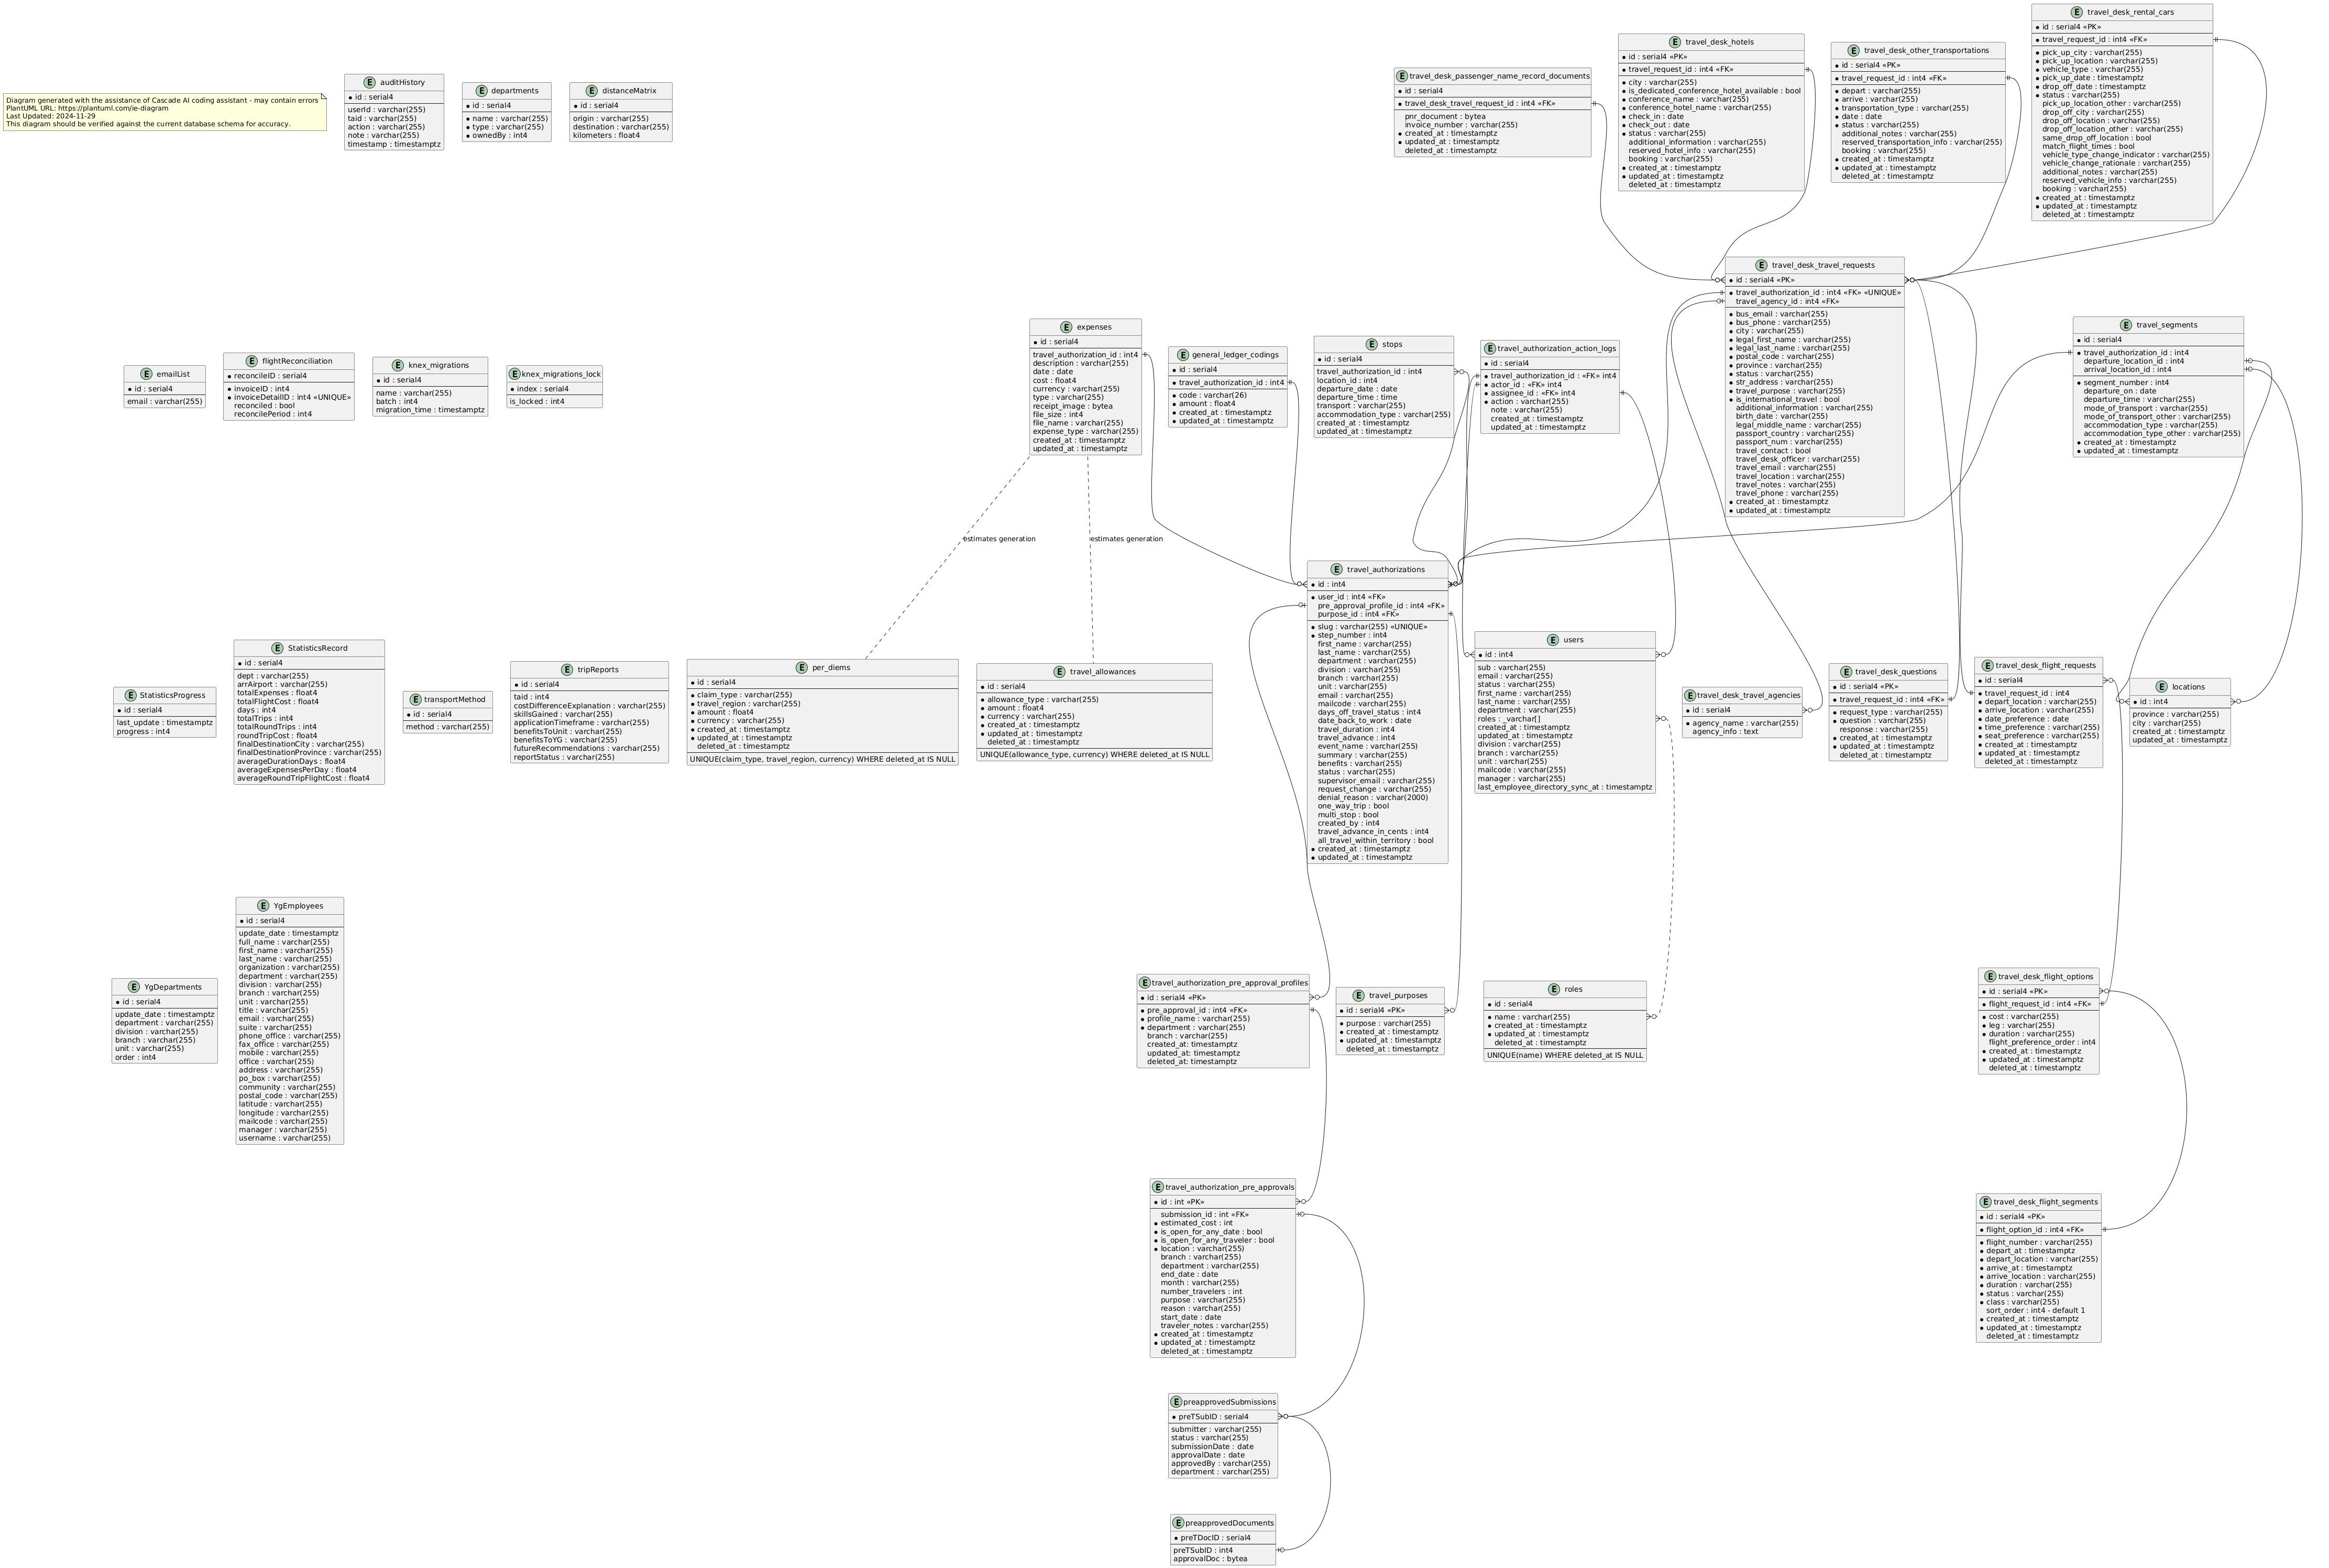 Diagram generated with the assistance of Cascade AI coding assistant - may contain errors
PlantUML URL: https://plantuml.com/ie-diagram
Last Updated: 2024-11-29
This diagram should be verified against the current database schema for accuracy.
E auditHistory
id : serial4
userId : varchar(255)
taid : varchar(255)
action : varchar(255)
note : varchar(255)
timestamp : timestamptz
E departments
id : serial4
name : varchar(255)
type : varchar(255)
ownedBy : int4
E distanceMatrix
id : serial4
origin : varchar(255)
destination : varchar(255)
kilometers : float4
E travel_desk_passenger_name_record_documents
id : serial4
travel_desk_travel_request_id : int4 «FK»
pnr_document : bytea
invoice_number : varchar(255)
created_at : timestamptz
updated_at : timestamptz
deleted_at : timestamptz
E travel_desk_hotels
id : serial4 «PK»
travel_request_id : int4 «FK»
city : varchar(255)
is_dedicated_conference_hotel_available : bool
conference_name : varchar(255)
conference_hotel_name : varchar(255)
check_in : date
check_out : date
status : varchar(255)
additional_information : varchar(255)
reserved_hotel_info : varchar(255)
booking : varchar(255)
created_at : timestamptz
updated_at : timestamptz
deleted_at : timestamptz
E travel_desk_other_transportations
id : serial4 «PK»
travel_request_id : int4 «FK»
depart : varchar(255)
arrive : varchar(255)
transportation_type : varchar(255)
date : date
status : varchar(255)
additional_notes : varchar(255)
reserved_transportation_info : varchar(255)
booking : varchar(255)
created_at : timestamptz
updated_at : timestamptz
deleted_at : timestamptz
E travel_desk_rental_cars
id : serial4 «PK»
travel_request_id : int4 «FK»
pick_up_city : varchar(255)
pick_up_location : varchar(255)
vehicle_type : varchar(255)
pick_up_date : timestamptz
drop_off_date : timestamptz
status : varchar(255)
pick_up_location_other : varchar(255)
drop_off_city : varchar(255)
drop_off_location : varchar(255)
drop_off_location_other : varchar(255)
same_drop_off_location : bool
match_flight_times : bool
vehicle_type_change_indicator : varchar(255)
vehicle_change_rationale : varchar(255)
additional_notes : varchar(255)
reserved_vehicle_info : varchar(255)
booking : varchar(255)
created_at : timestamptz
updated_at : timestamptz
deleted_at : timestamptz
E emailList
id : serial4
email : varchar(255)
E flightReconciliation
reconcileID : serial4
invoiceID : int4
invoiceDetailID : int4 «UNIQUE»
reconciled : bool
reconcilePeriod : int4
E knex_migrations
id : serial4
name : varchar(255)
batch : int4
migration_time : timestamptz
E knex_migrations_lock
index : serial4
is_locked : int4
E expenses
id : serial4
travel_authorization_id : int4
description : varchar(255)
date : date
cost : float4
currency : varchar(255)
type : varchar(255)
receipt_image : bytea
file_size : int4
file_name : varchar(255)
expense_type : varchar(255)
created_at : timestamptz
updated_at : timestamptz
E general_ledger_codings
id : serial4
travel_authorization_id : int4
code : varchar(26)
amount : float4
created_at : timestamptz
updated_at : timestamptz
E stops
id : serial4
travel_authorization_id : int4
location_id : int4
departure_date : date
departure_time : time
transport : varchar(255)
accommodation_type : varchar(255)
created_at : timestamptz
updated_at : timestamptz
E travel_authorization_action_logs
id : serial4
travel_authorization_id : «FK» int4
actor_id : «FK» int4
assignee_id : «FK» int4
action : varchar(255)
note : varchar(255)
created_at : timestamptz
updated_at : timestamptz
E travel_desk_travel_requests
id : serial4 «PK»
travel_authorization_id : int4 «FK» «UNIQUE»
travel_agency_id : int4 «FK»
bus_email : varchar(255)
bus_phone : varchar(255)
city : varchar(255)
legal_first_name : varchar(255)
legal_last_name : varchar(255)
postal_code : varchar(255)
province : varchar(255)
status : varchar(255)
str_address : varchar(255)
travel_purpose : varchar(255)
is_international_travel : bool
additional_information : varchar(255)
birth_date : varchar(255)
legal_middle_name : varchar(255)
passport_country : varchar(255)
passport_num : varchar(255)
travel_contact : bool
travel_desk_officer : varchar(255)
travel_email : varchar(255)
travel_location : varchar(255)
travel_notes : varchar(255)
travel_phone : varchar(255)
created_at : timestamptz
updated_at : timestamptz
E travel_segments
id : serial4
travel_authorization_id : int4
departure_location_id : int4
arrival_location_id : int4
segment_number : int4
departure_on : date
departure_time : varchar(255)
mode_of_transport : varchar(255)
mode_of_transport_other : varchar(255)
accommodation_type : varchar(255)
accommodation_type_other : varchar(255)
created_at : timestamptz
updated_at : timestamptz
estimates generation
estimates generation
E StatisticsProgress
id : serial4
last_update : timestamptz
progress : int4
E StatisticsRecord
id : serial4
dept : varchar(255)
arrAirport : varchar(255)
totalExpenses : float4
totalFlightCost : float4
days : int4
totalTrips : int4
totalRoundTrips : int4
roundTripCost : float4
finalDestinationCity : varchar(255)
finalDestinationProvince : varchar(255)
averageDurationDays : float4
averageExpensesPerDay : float4
averageRoundTripFlightCost : float4
E transportMethod
id : serial4
method : varchar(255)
E tripReports
id : serial4
taid : int4
costDifferenceExplanation : varchar(255)
skillsGained : varchar(255)
applicationTimeframe : varchar(255)
benefitsToUnit : varchar(255)
benefitsToYG : varchar(255)
futureRecommendations : varchar(255)
reportStatus : varchar(255)
E per_diems
id : serial4
claim_type : varchar(255)
travel_region : varchar(255)
amount : float4
currency : varchar(255)
created_at : timestamptz
updated_at : timestamptz
deleted_at : timestamptz
UNIQUE(claim_type, travel_region, currency) WHERE deleted_at IS NULL
E travel_allowances
id : serial4
allowance_type : varchar(255)
amount : float4
currency : varchar(255)
created_at : timestamptz
updated_at : timestamptz
deleted_at : timestamptz
UNIQUE(allowance_type, currency) WHERE deleted_at IS NULL
E travel_authorizations
id : int4
user_id : int4 «FK»
pre_approval_profile_id : int4 «FK»
purpose_id : int4 «FK»
slug : varchar(255) «UNIQUE»
step_number : int4
first_name : varchar(255)
last_name : varchar(255)
department : varchar(255)
division : varchar(255)
branch : varchar(255)
unit : varchar(255)
email : varchar(255)
mailcode : varchar(255)
days_off_travel_status : int4
date_back_to_work : date
travel_duration : int4
travel_advance : int4
event_name : varchar(255)
summary : varchar(255)
benefits : varchar(255)
status : varchar(255)
supervisor_email : varchar(255)
request_change : varchar(255)
denial_reason : varchar(2000)
one_way_trip : bool
multi_stop : bool
created_by : int4
travel_advance_in_cents : int4
all_travel_within_territory : bool
created_at : timestamptz
updated_at : timestamptz
E users
id : int4
sub : varchar(255)
email : varchar(255)
status : varchar(255)
first_name : varchar(255)
last_name : varchar(255)
department : varchar(255)
roles : _varchar[]
created_at : timestamptz
updated_at : timestamptz
division : varchar(255)
branch : varchar(255)
unit : varchar(255)
mailcode : varchar(255)
manager : varchar(255)
last_employee_directory_sync_at : timestamptz
E travel_desk_travel_agencies
id : serial4
agency_name : varchar(255)
agency_info : text
E travel_desk_questions
id : serial4 «PK»
travel_request_id : int4 «FK»
request_type : varchar(255)
question : varchar(255)
response : varchar(255)
created_at : timestamptz
updated_at : timestamptz
deleted_at : timestamptz
E travel_desk_flight_requests
id : serial4
travel_request_id : int4
depart_location : varchar(255)
arrive_location : varchar(255)
date_preference : date
time_preference : varchar(255)
seat_preference : varchar(255)
created_at : timestamptz
updated_at : timestamptz
deleted_at : timestamptz
E locations
id : int4
province : varchar(255)
city : varchar(255)
created_at : timestamptz
updated_at : timestamptz
E YgDepartments
id : serial4
update_date : timestamptz
department : varchar(255)
division : varchar(255)
branch : varchar(255)
unit : varchar(255)
order : int4
E YgEmployees
id : serial4
update_date : timestamptz
full_name : varchar(255)
first_name : varchar(255)
last_name : varchar(255)
organization : varchar(255)
department : varchar(255)
division : varchar(255)
branch : varchar(255)
unit : varchar(255)
title : varchar(255)
email : varchar(255)
suite : varchar(255)
phone_office : varchar(255)
fax_office : varchar(255)
mobile : varchar(255)
office : varchar(255)
address : varchar(255)
po_box : varchar(255)
community : varchar(255)
postal_code : varchar(255)
latitude : varchar(255)
longitude : varchar(255)
mailcode : varchar(255)
manager : varchar(255)
username : varchar(255)
E travel_authorization_pre_approval_profiles
id : serial4 «PK»
pre_approval_id : int4 «FK»
profile_name : varchar(255)
department : varchar(255)
branch : varchar(255)
created_at: timestamptz
updated_at: timestamptz
deleted_at: timestamptz
E travel_purposes
id : serial4 «PK»
purpose : varchar(255)
created_at : timestamptz
updated_at : timestamptz
deleted_at : timestamptz
E roles
id : serial4
name : varchar(255)
created_at : timestamptz
updated_at : timestamptz
deleted_at : timestamptz
UNIQUE(name) WHERE deleted_at IS NULL
E travel_desk_flight_options
id : serial4 «PK»
flight_request_id : int4 «FK»
cost : varchar(255)
leg : varchar(255)
duration : varchar(255)
flight_preference_order : int4
created_at : timestamptz
updated_at : timestamptz
deleted_at : timestamptz
E travel_authorization_pre_approvals
id : int «PK»
submission_id : int «FK»
estimated_cost : int
is_open_for_any_date : bool
is_open_for_any_traveler : bool
location : varchar(255)
branch : varchar(255)
department : varchar(255)
end_date : date
month : varchar(255)
number_travelers : int
purpose : varchar(255)
reason : varchar(255)
start_date : date
traveler_notes : varchar(255)
created_at : timestamptz
updated_at : timestamptz
deleted_at : timestamptz
E travel_desk_flight_segments
id : serial4 «PK»
flight_option_id : int4 «FK»
flight_number : varchar(255)
depart_at : timestamptz
depart_location : varchar(255)
arrive_at : timestamptz
arrive_location : varchar(255)
duration : varchar(255)
status : varchar(255)
class : varchar(255)
sort_order : int4 - default 1
created_at : timestamptz
updated_at : timestamptz
deleted_at : timestamptz
E preapprovedSubmissions
preTSubID : serial4
submitter : varchar(255)
status : varchar(255)
submissionDate : date
approvalDate : date
approvedBy : varchar(255)
department : varchar(255)
E preapprovedDocuments
preTDocID : serial4
preTSubID : int4
approvalDoc : bytea